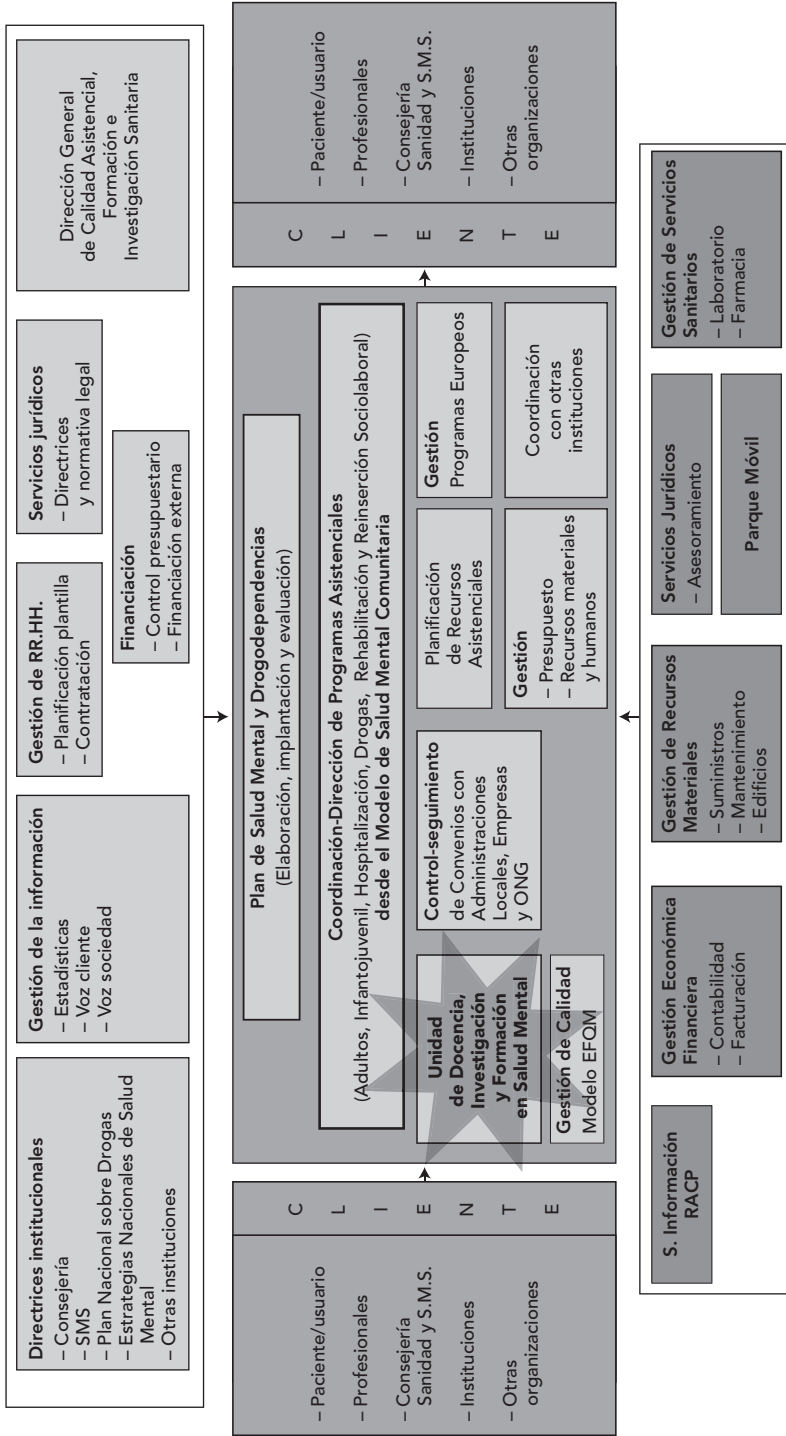 Directrices institucionales
– Consejería
– SMS
– Plan Nacional sobre Drogas
– Estrategias Nacionales de Salud
Mental
– Otras instituciones
Gestión de la información
– Estadísticas
– Voz cliente
– Voz sociedad
Gestión de RR.HH.
– Planificación plantilla
– Contratación
Servicios jurídicos
– Directrices
y normativa legal
Financiación
– Control presupuestario
– Financiación externa
Dirección General
de Calidad Asistencial,
Formación e
Investigación Sanitaria
– Paciente/usuario
– Profesionales
– Consejería
Sanidad y S.M.S.
– Instituciones
– Otras
organizaciones
C
L
I
E
N
T
E
Plan de Salud Mental y Drogodependencias
(Elaboración, implantación y evaluación)
Coordinación-Dirección de Programas Asistenciales
(Adultos, Infantojuvenil, Hospitalización, Drogas, Rehabilitación y Reinserción Sociolaboral)
desde el Modelo de Salud Mental Comunitaria
Unidad
de Docencia,
Investigación
y Formación
en Salud Mental
Gestión de Calidad
Modelo EFQM
Control-seguimiento
de Convenios con
Administraciones
Locales, Empresas
y ONG
Planificación
de Recursos
Asistenciales
Gestión
Programas Europeos
Gestión
– Presupuesto
– Recursos materiales
y humanos
Coordinación
con otras
instituciones
C
L
I
E
N
T
E
– Paciente/usuario
– Profesionales
– Consejería
Sanidad y S.M.S.
– Instituciones
– Otras
organizaciones
S. Información
RACP
Gestión Económica
Financiera
– Contabilidad
– Facturación
Gestión de Recursos
Materiales
– Suministros
– Mantenimiento
– Edificios
Servicios Jurídicos
– Asesoramiento
Parque Móvil
Gestión de Servicios
Sanitarios
– Laboratorio
– Farmacia